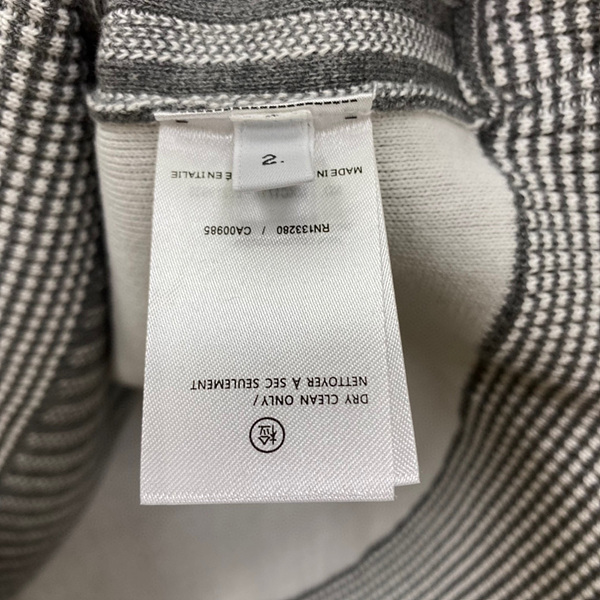 DRY CLEAN ONLY /
NETTOYER À SEC SEULEMENT
RN133280 / CA00985
MADE IN
EN ITALIE
2